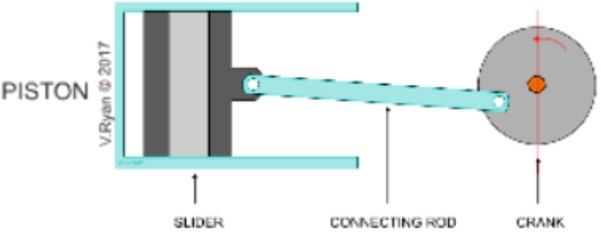 PISTON
V.Ryan © 2017
SLIDER
CONNECTING ROD
CRANK